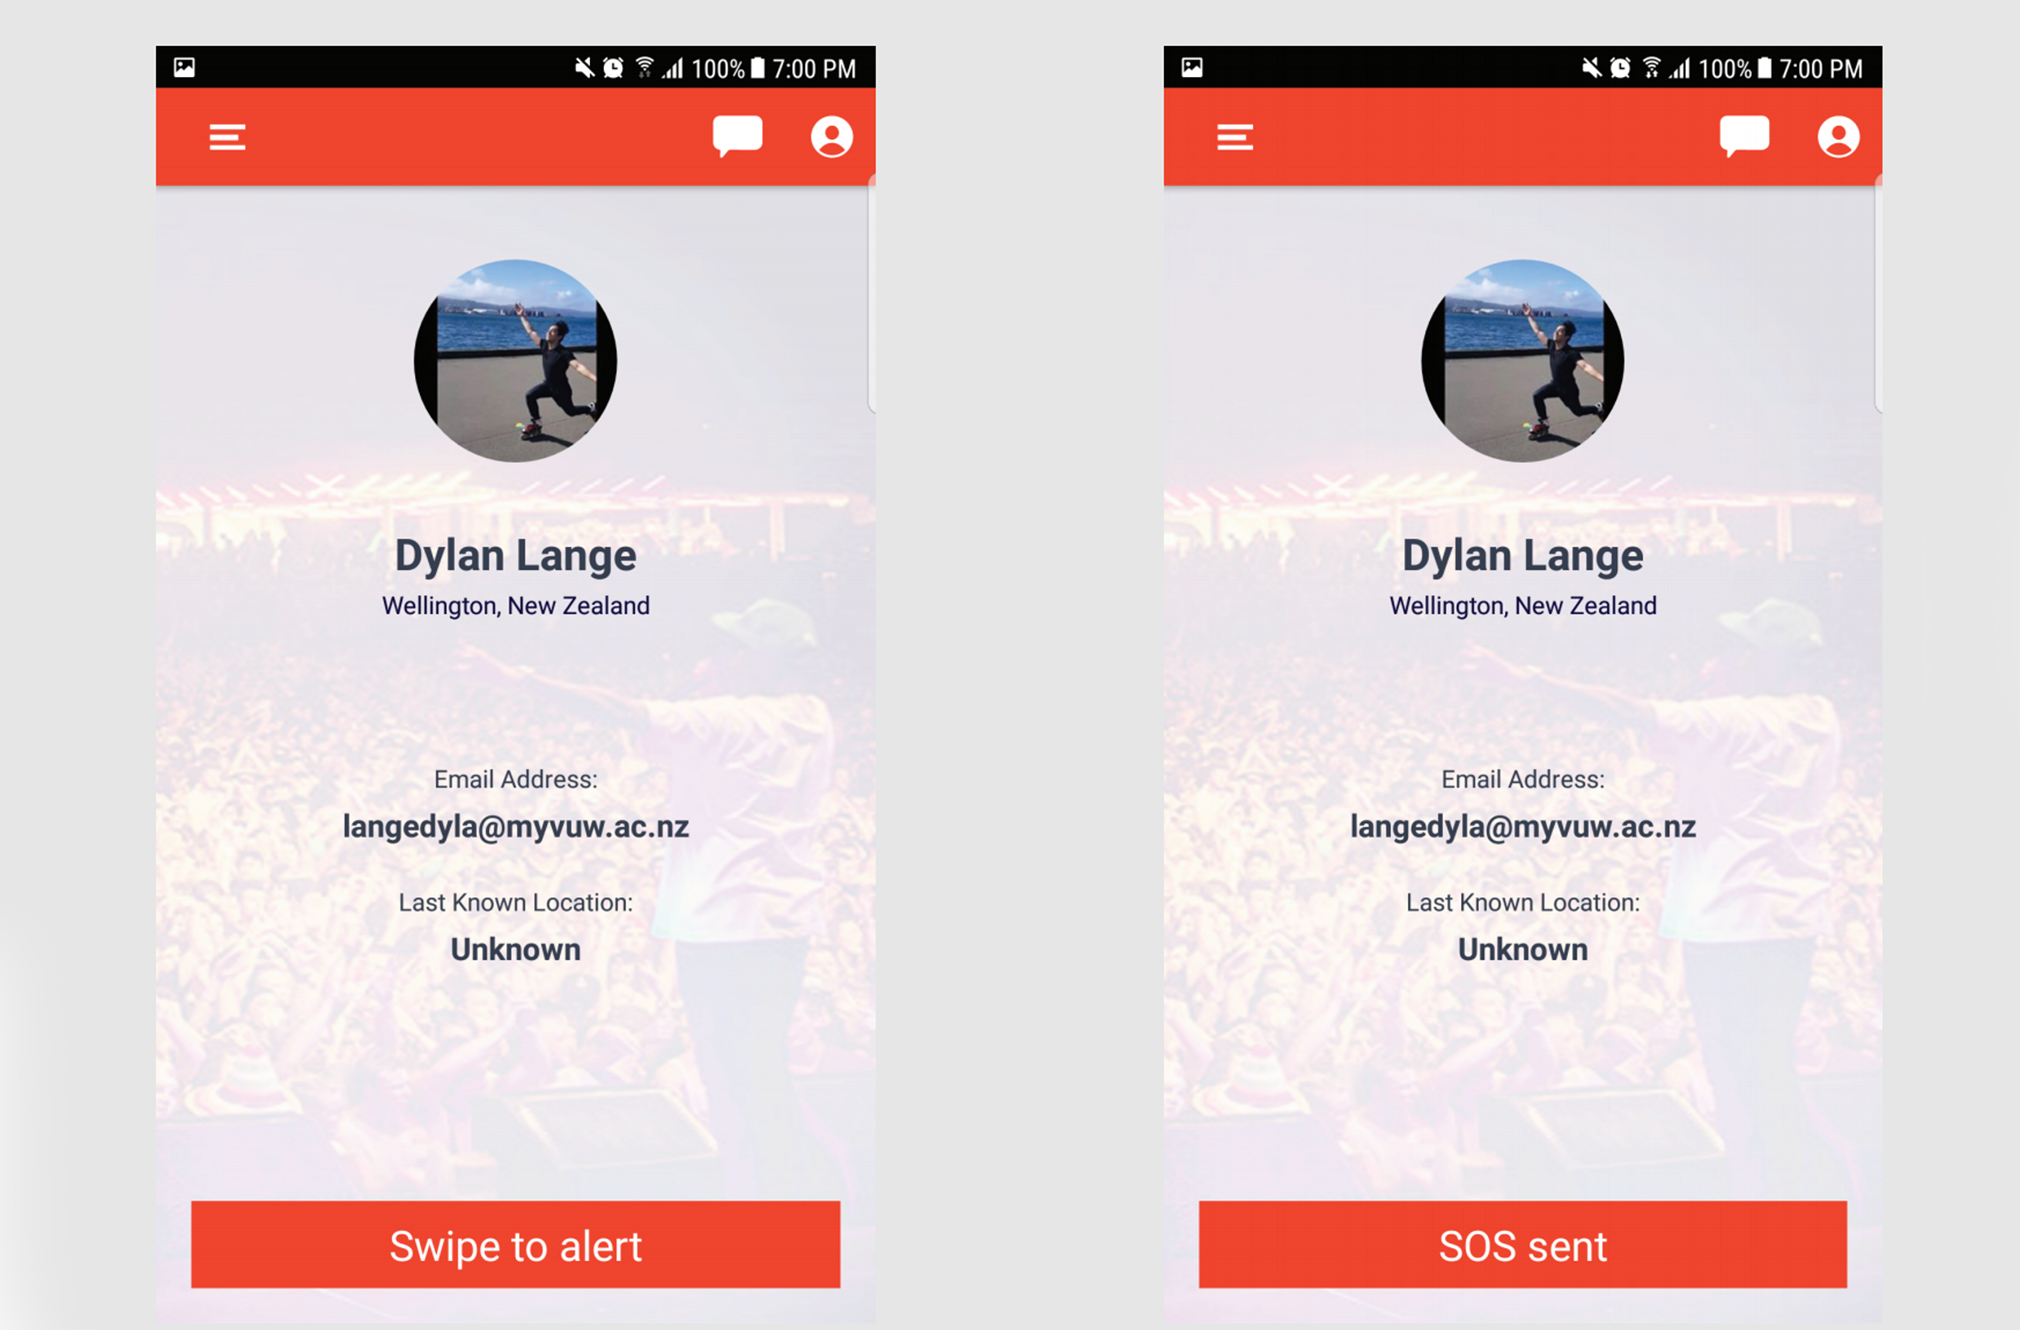 100% 7:00 PM
Dylan Lange
Wellington, New Zealand
Email Address:
langedyla@myvuw.ac.nz
Last Known Location:
Unknown
Swipe to alert
100% 7:00 PM
Dylan Lange
Wellington, New Zealand
Email Address:
langedyla@myvuw.ac.nz
Last Known Location:
Unknown
SOS sent